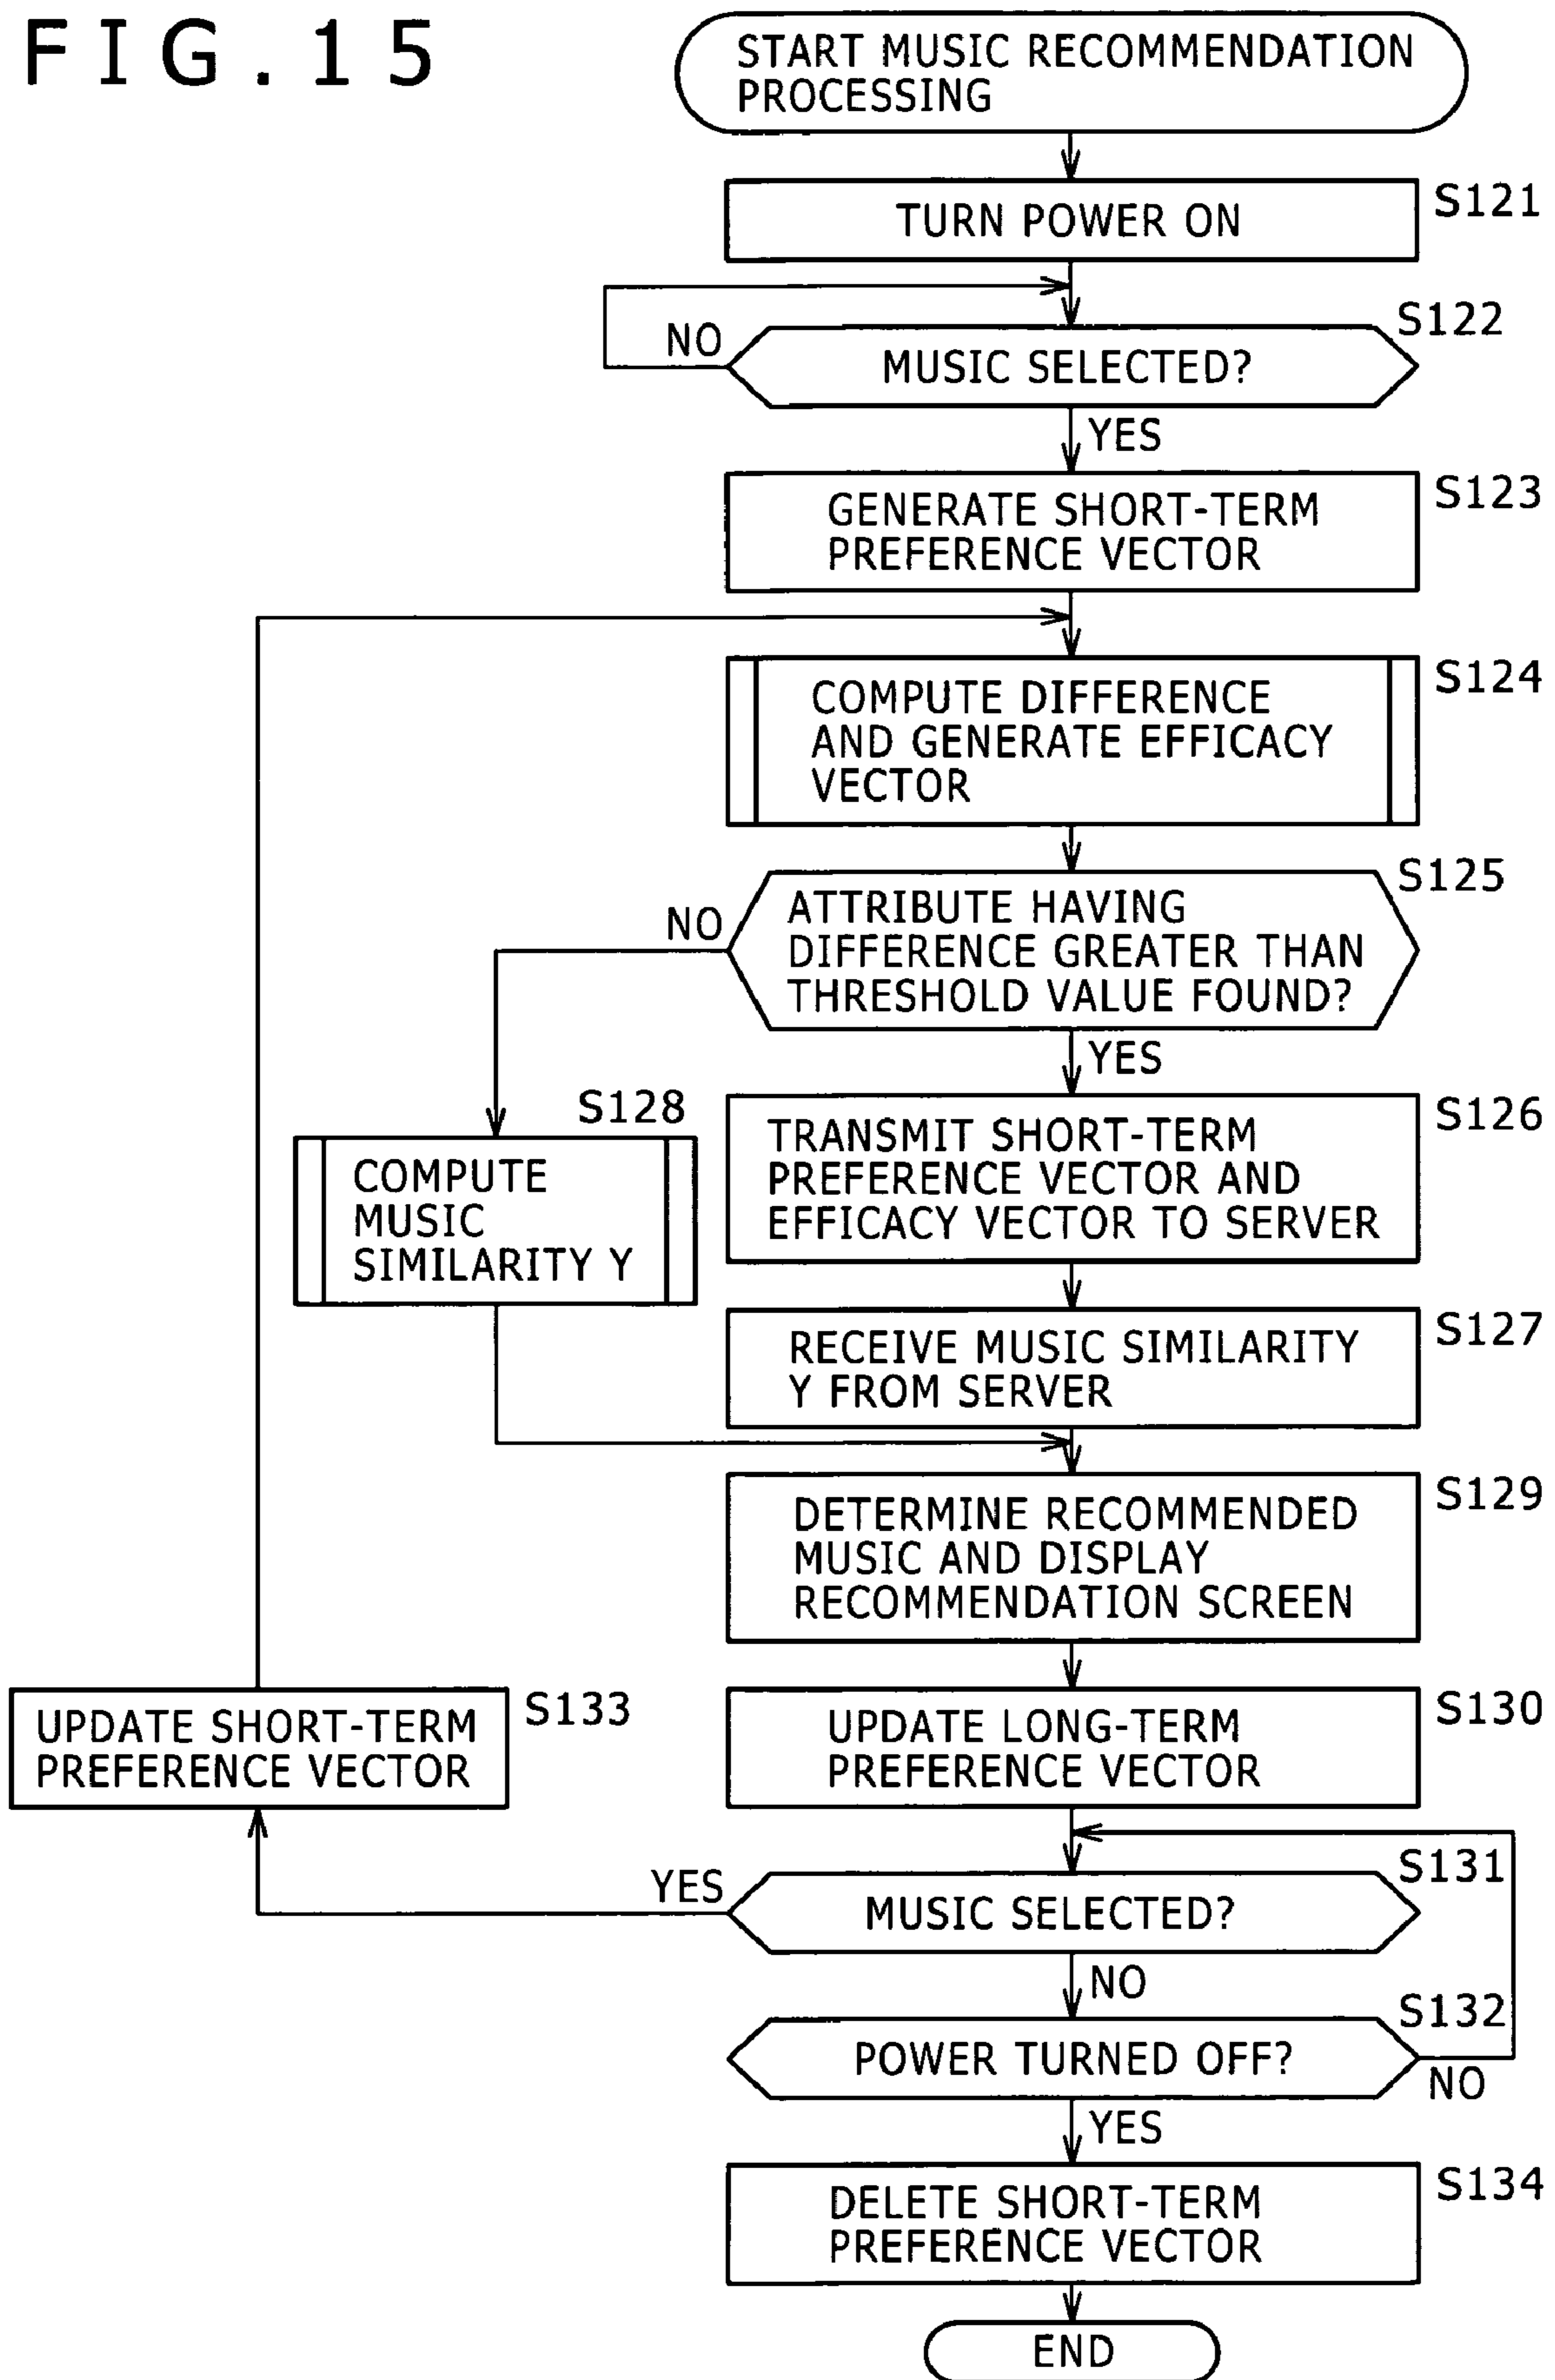 FIG.15
START MUSIC RECOMMENDATION
PROCESSING
TURN POWER ON
S121
MUSIC SELECTED?
S122
NO
YES
GENERATE SHORT-TERM
PREFERENCE VECTOR
S123
COMPUTE DIFFERENCE
AND GENERATE EFFICACY
VECTOR
S124
ATTRIBUTE HAVING
DIFFERENCE GREATER THAN
THRESHOLD VALUE FOUND?
S125
NO
YES
S128
COMPUTE
MUSIC
SIMILARITY Y
TRANSMIT SHORT-TERM
PREFERENCE VECTOR AND
EFFICACY VECTOR TO SERVER
S126
RECEIVE MUSIC SIMILARITY
Y FROM SERVER
S127
DETERMINE RECOMMENDED
MUSIC AND DISPLAY
RECOMMENDATION SCREEN
S129
UPDATE SHORT-TERM
PREFERENCE VECTOR
S133
UPDATE LONG-TERM
PREFERENCE VECTOR
S130
YES
MUSIC SELECTED?
S131
NO
POWER TURNED OFF?
S132
NO
YES
DELETE SHORT-TERM
PREFERENCE VECTOR
S134
END